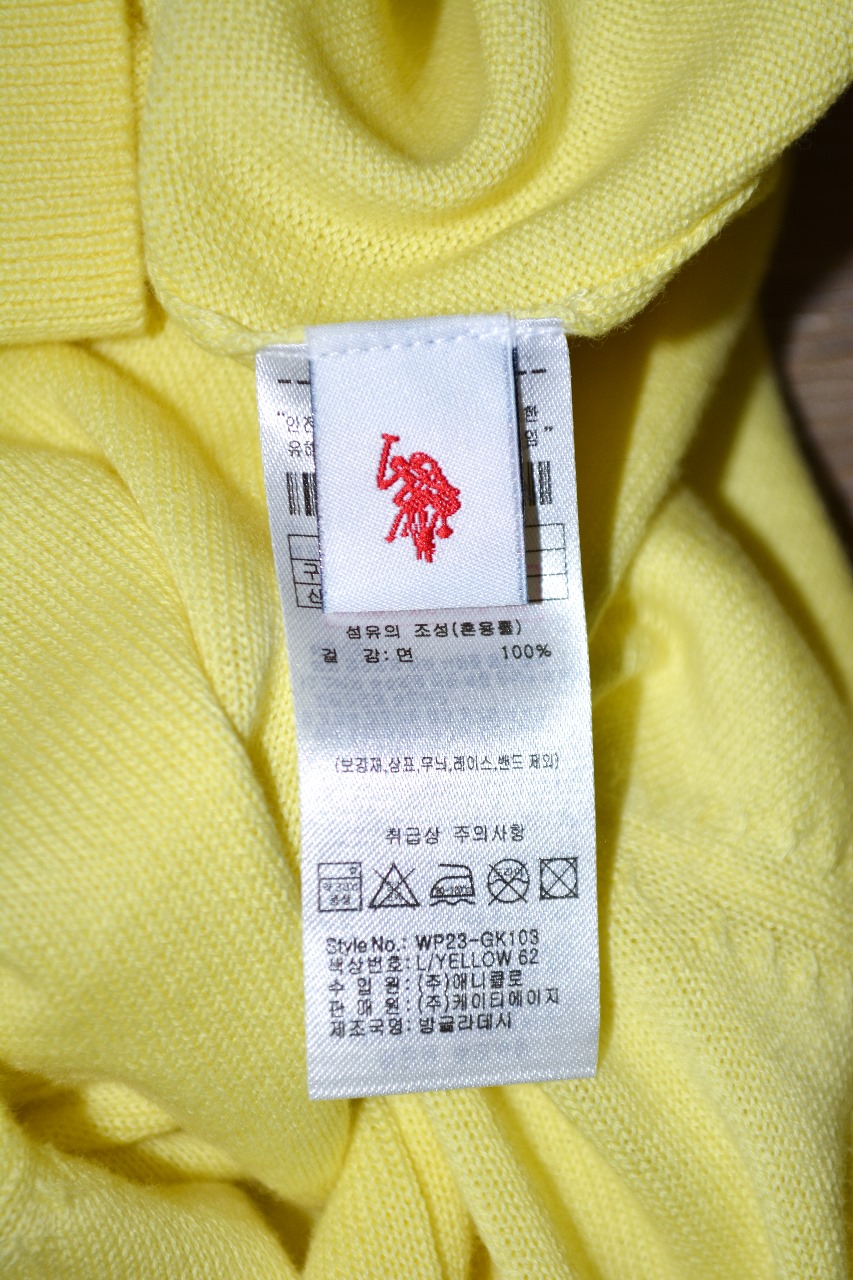 섬유의 조성(혼용률)
겉 감:면 100%
(보강재,상표,무늬,레이스,밴드 제외)
취급상 주의사항
Style No.: WP23-GK103
색상번호: L/YELLOW 62
수 입 원: (주)애니클로
판 매 원: (주)케이티에이지
제조국명: 방글라데시